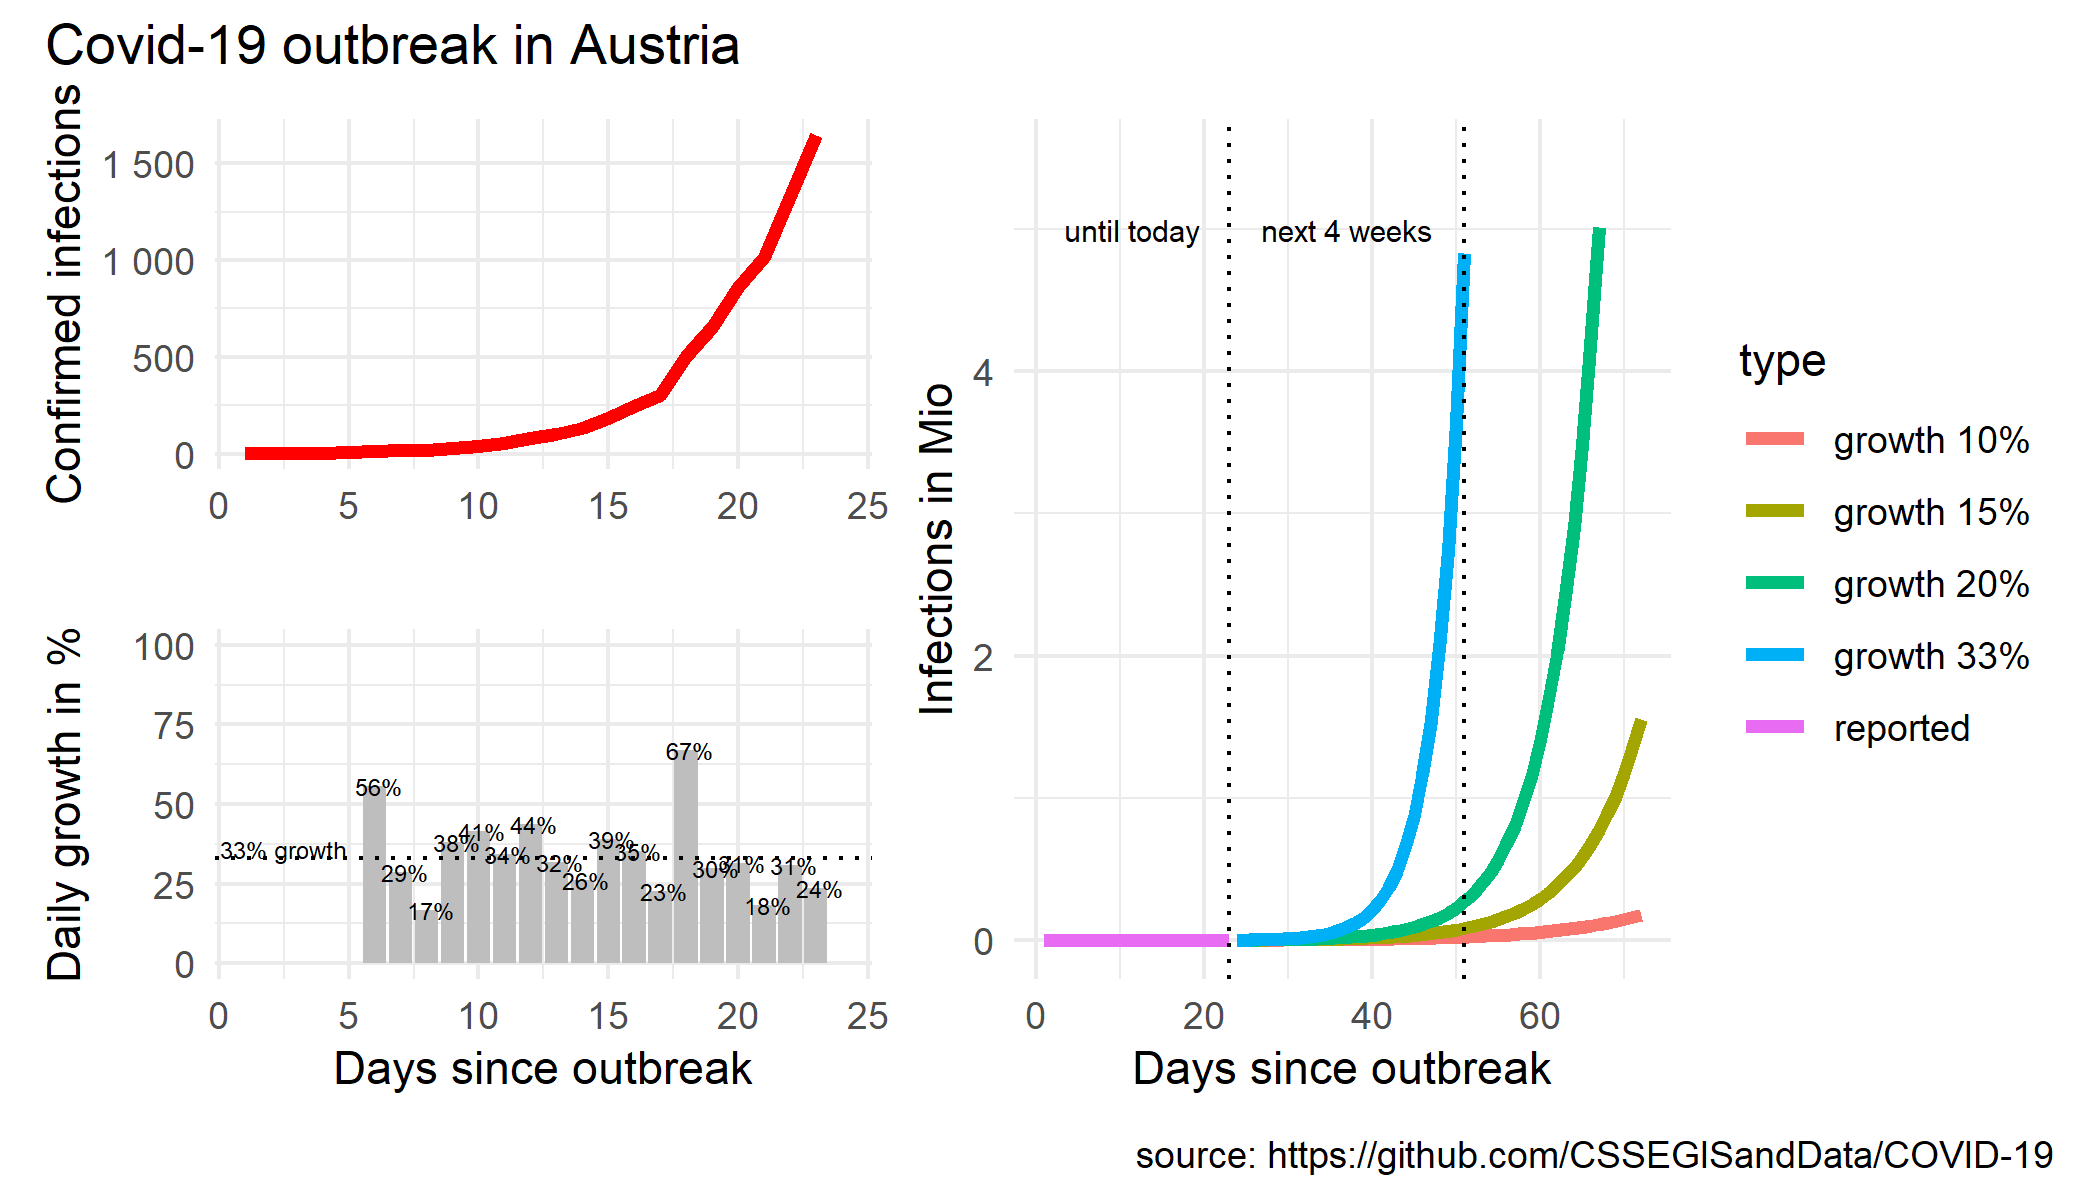 Covid-19 outbreak in Austria
Confirmed infections
1 500
1 000
500
0
0 5 10 15 20 25
Daily growth in %
100
75
50
25
0
33% growth
56%
29%
17%
38%
41%
34%
44%
32%
26%
39%
35%
23%
67%
30%
31%
18%
31%
24%
0 5 10 15 20 25
Days since outbreak
Infections in Mio
4
2
0
until today
next 4 weeks
0 20 40 60
Days since outbreak
type
growth 10%
growth 15%
growth 20%
growth 33%
reported
source: https://github.com/CSSEGISandData/COVID-19